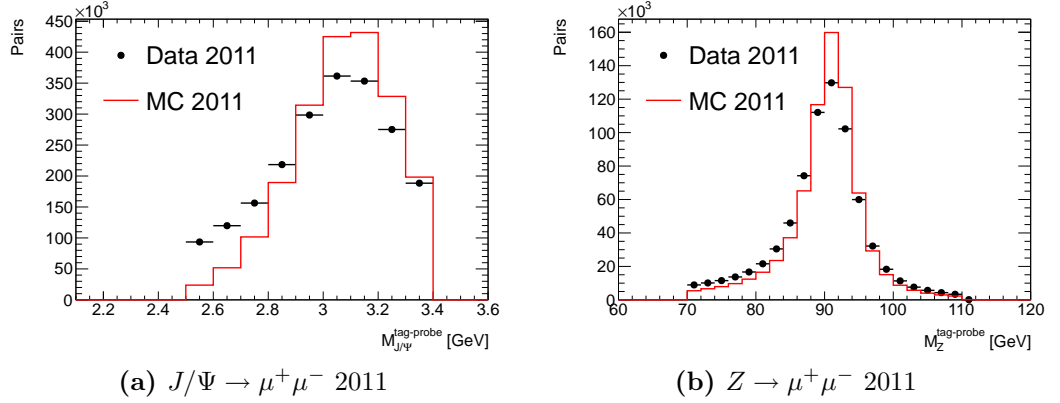 Pairs
×10³
450
400
350
300
250
200
150
100
50
0
Data 2011
MC 2011
2.2 2.4 2.6 2.8 3 3.2 3.4 3.6
M_{J/Ψ}^{tag-probe} [GeV]
(a) J/Ψ → μ⁺μ⁻ 2011
Pairs
×10³
160
140
120
100
80
60
40
20
0
Data 2011
MC 2011
60 70 80 90 100 110 120
M_Z^{tag-probe} [GeV]
(b) Z → μ⁺μ⁻ 2011